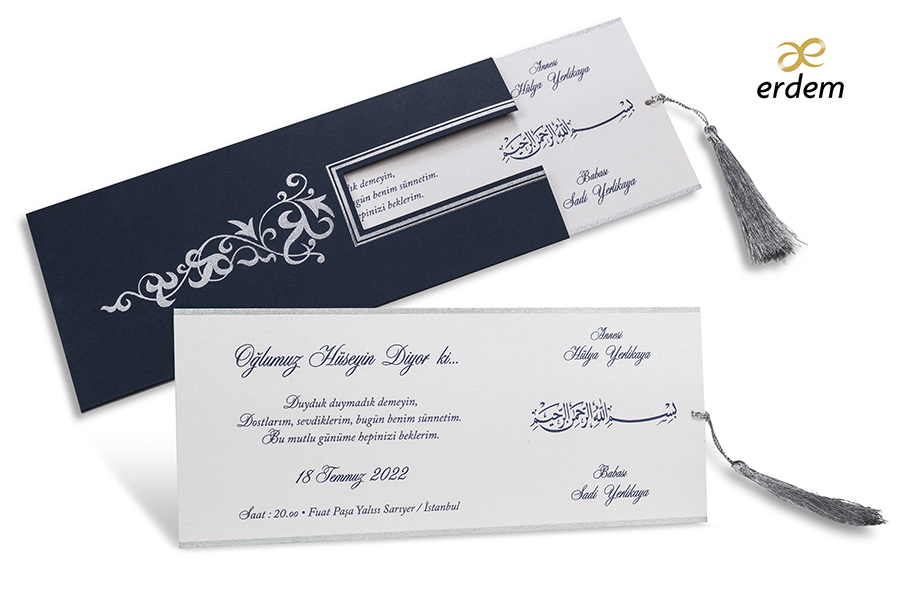 erdem
Annesi
Hülya Yerlikaya
بسم الله الرحمن الرحيم
Babası
Sadi Yerlikaya
ık demeyin,
ugün benim sünnetim.
hepinizi beklerim.
Oğlumuz Hüseyin Diyor ki...
Duyduk duymadık demeyin,
Dostlarım, sevdiklerim, bugün benim sünnetim.
Bu mutlu günüme hepinizi beklerim.
18 Temmuz 2022
Saat : 20.00 • Fuat Paşa Yalısı Sarıyer / İstanbul
Annesi
Hülya Yerlikaya
بسم الله الرحمن الرحيم
Babası
Sadi Yerlikaya